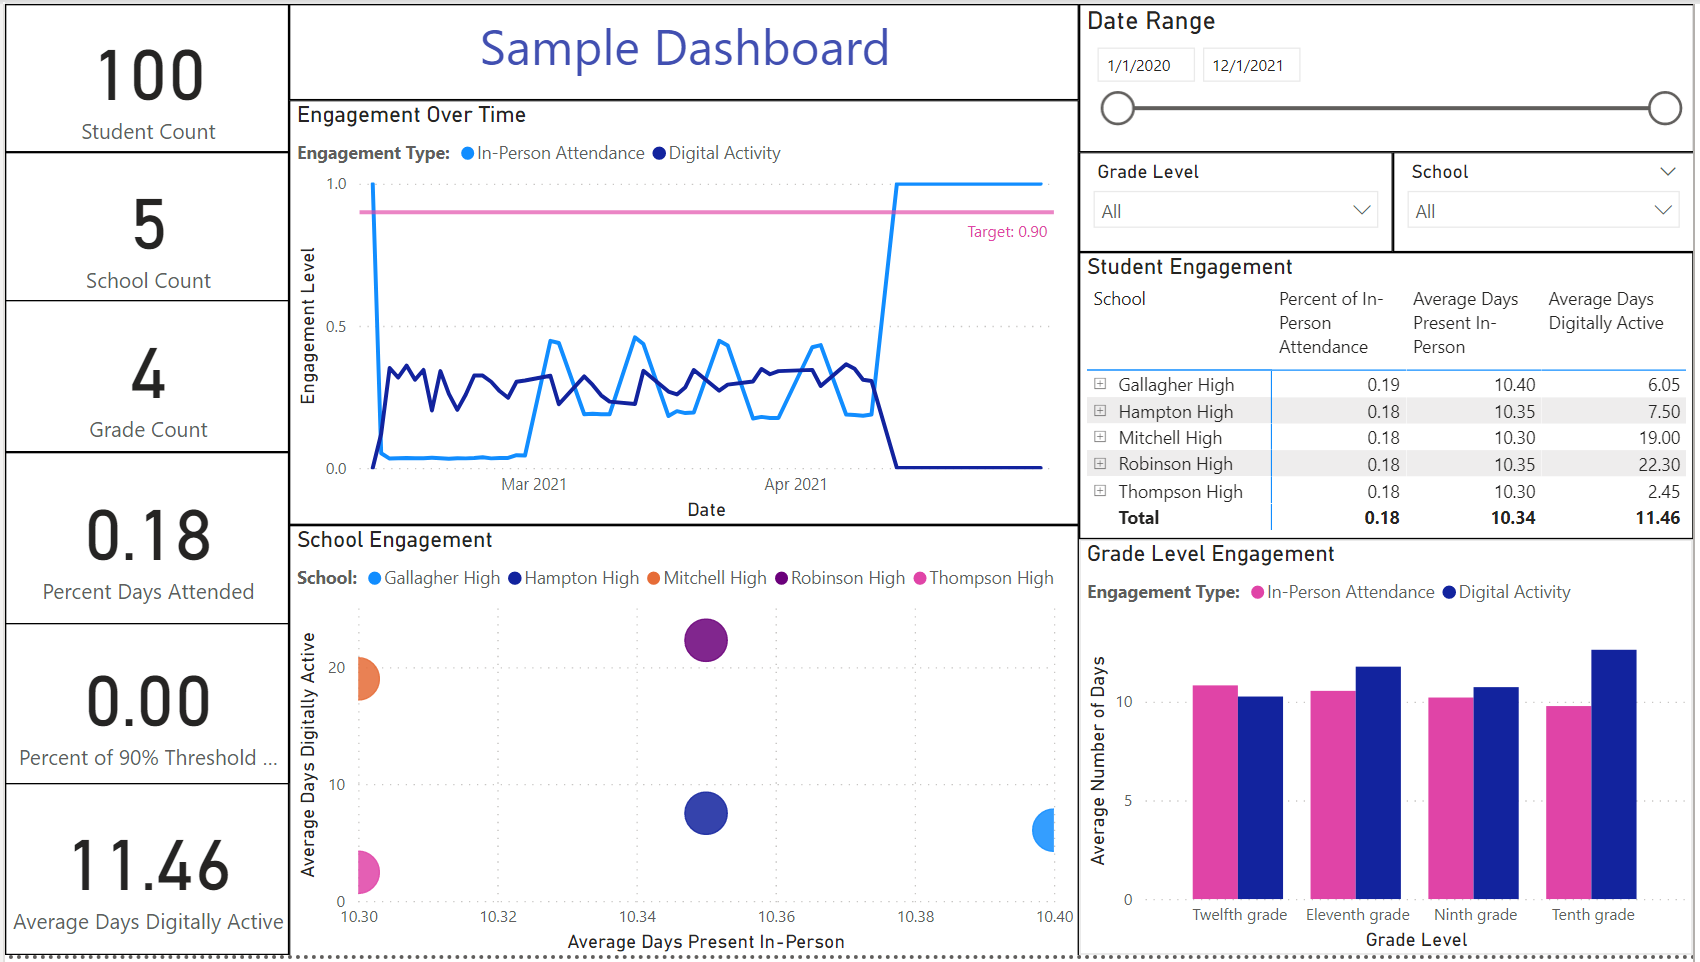 100
Student Count
5
School Count
4
Grade Count
0.18
Percent Days Attended
0.00
Percent of 90% Threshold ...
11.46
Average Days Digitally Active
Sample Dashboard
Engagement Over Time
Engagement Type: In-Person Attendance Digital Activity
Engagement Level
1.0
0.5
0.0
Target: 0.90
Mar 2021 Apr 2021
Date
School Engagement
School: Gallagher High Hampton High Mitchell High Robinson High Thompson High
Average Days Digitally Active
20
10
0
10.30 10.32 10.34 10.36 10.38 10.40
Average Days Present In-Person
Date Range
1/1/2020 12/1/2021
Grade Level
All
School
All
Student Engagement
School Percent of In-Person Attendance Average Days Present In-Person Average Days Digitally Active
Gallagher High 0.19 10.40 6.05
Hampton High 0.18 10.35 7.50
Mitchell High 0.18 10.30 19.00
Robinson High 0.18 10.35 22.30
Thompson High 0.18 10.30 2.45
Total 0.18 10.34 11.46
Grade Level Engagement
Engagement Type: In-Person Attendance Digital Activity
Average Number of Days
10
5
0
Twelfth grade Eleventh grade Ninth grade Tenth grade
Grade Level